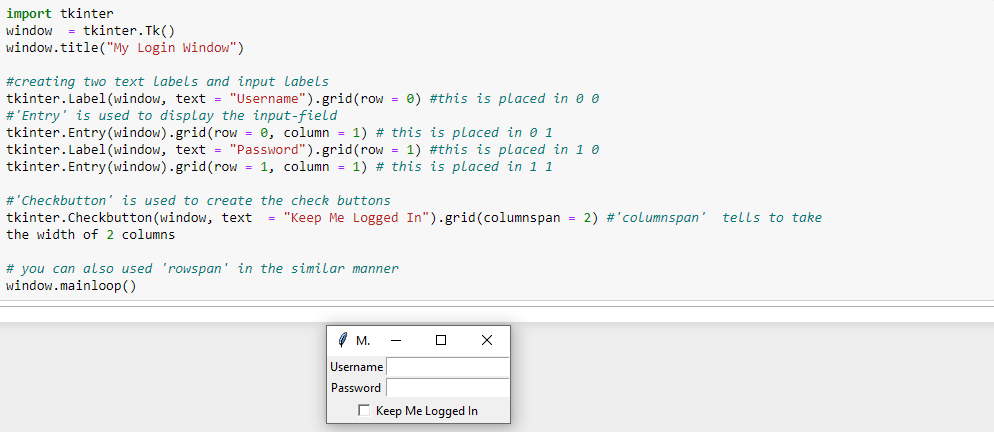 import tkinter
window  = tkinter.Tk()
window.title("My Login Window")
#creating two text labels and input labels
tkinter.Label(window, text = "Username").grid(row = 0) #this is placed in 0 0
#'Entry' is used to display the input-field
tkinter.Entry(window).grid(row = 0, column = 1) # this is placed in 0 1
tkinter.Label(window, text = "Password").grid(row = 1) #this is placed in 1 0
tkinter.Entry(window).grid(row = 1, column = 1) # this is placed in 1 1
#'Checkbutton' is used to create the check buttons
tkinter.Checkbutton(window, text  = "Keep Me Logged In").grid(columnspan = 2) #'columnspan'  tells to take
the width of 2 columns
# you can also used 'rowspan' in the similar manner
window.mainloop()
M.
Username
Password
Keep Me Logged In